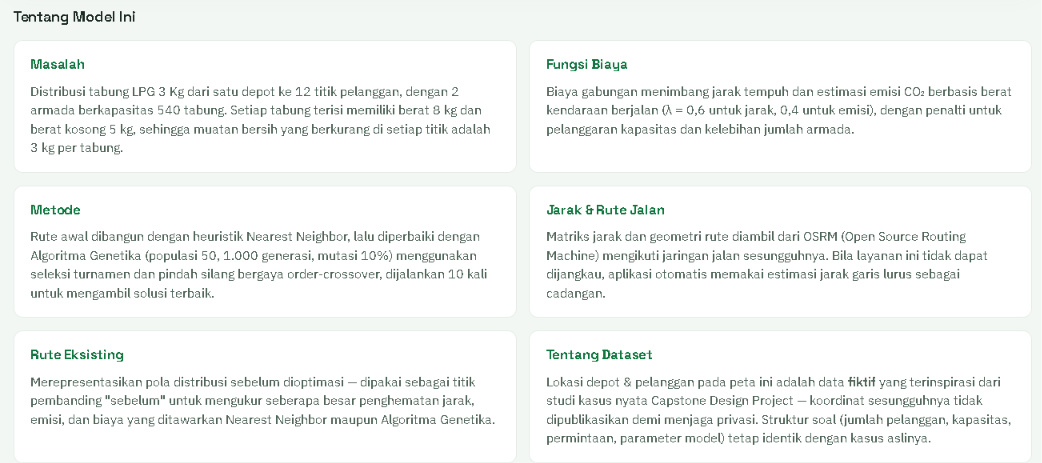 Tentang Model Ini
Masalah
Distribusi tabung LPG 3 Kg dari satu depot ke 12 titik pelanggan, dengan 2
armada berkapasitas 540 tabung. Setiap tabung terisi memiliki berat 8 kg dan
berat kosong 5 kg, sehingga muatan bersih yang berkurang di setiap titik adalah
3 kg per tabung.
Fungsi Biaya
Biaya gabungan menimbang jarak tempuh dan estimasi emisi CO₂ berbasis berat
kendaraan berjalan (λ = 0,6 untuk jarak, 0,4 untuk emisi), dengan penalti untuk
pelanggaran kapasitas dan kelebihan jumlah armada.
Metode
Rute awal dibangun dengan heuristik Nearest Neighbor, lalu diperbaiki dengan
Algoritma Genetika (populasi 50, 1.000 generasi, mutasi 10%) menggunakan
seleksi turnamen dan pindah silang bergaya order-crossover, dijalankan 10 kali
untuk mengambil solusi terbaik.
Jarak & Rute Jalan
Matriks jarak dan geometri rute diambil dari OSRM (Open Source Routing
Machine) mengikuti jaringan jalan sesungguhnya. Bila layanan ini tidak dapat
dijangkau, aplikasi otomatis memakai estimasi jarak garis lurus sebagai
cadangan.
Rute Eksisting
Merepresentasikan pola distribusi sebelum dioptimasi — dipakai sebagai titik
pembanding "sebelum" untuk mengukur seberapa besar penghematan jarak,
emisi, dan biaya yang ditawarkan Nearest Neighbor maupun Algoritma Genetika.
Tentang Dataset
Lokasi depot & pelanggan pada peta ini adalah data fiktif yang terinspirasi dari
studi kasus nyata Capstone Design Project — koordinat sesungguhnya tidak
dipublikasikan demi menjaga privasi. Struktur soal (jumlah pelanggan, kapasitas,
permintaan, parameter model) tetap identik dengan kasus aslinya.